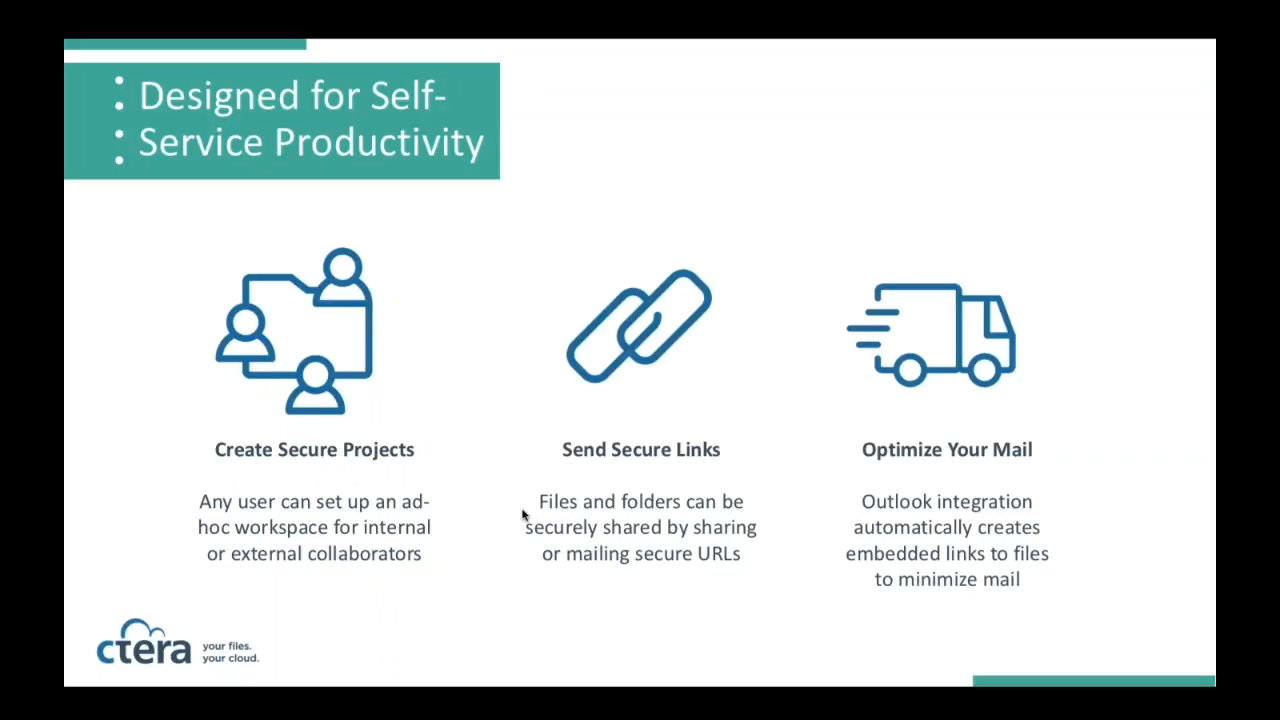 Designed for Self-
Service Productivity
Create Secure Projects
Any user can set up an ad-
hoc workspace for internal
or external collaborators
Send Secure Links
Files and folders can be
securely shared by sharing
or mailing secure URLs
Optimize Your Mail
Outlook integration
automatically creates
embedded links to files
to minimize mail
ctera
your files.
your cloud.